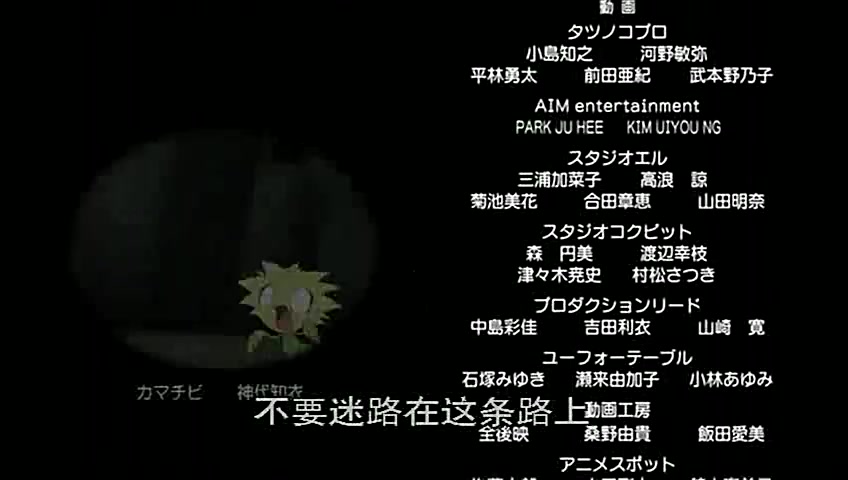 動画
タツノコプロ
小島知之　河野敏弥
平林勇太　前田亜紀　武本野乃子
AIM entertainment
PARK JU HEE　KIM UIYOU NG
スタジオエル
三浦加菜子　高浪　諒
菊池美花　合田章恵　山田明奈
スタジオコクピット
森　円美　渡辺幸枝
津々木尭史　村松さつき
プロダクションリード
中島彩佳　吉田利衣　山崎　寛
ユーフォーテーブル
石塚みゆき　瀬来由加子　小林あゆみ
動画工房
全後映　桑野由貴　飯田愛美
アニメスポット
カマチビ　神代知衣
不要迷路在这条路上